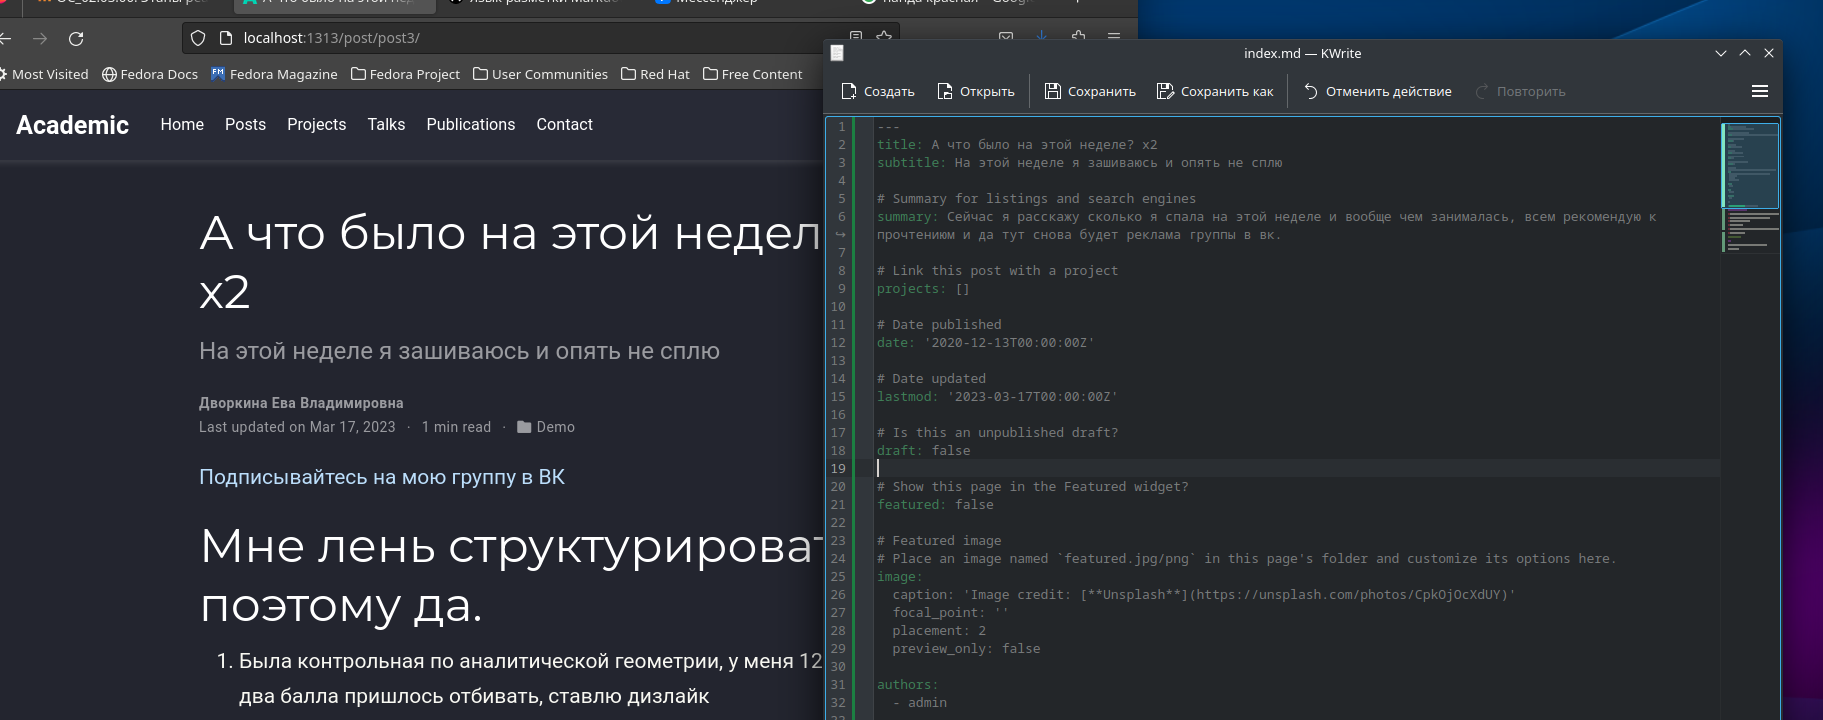 localhost:1313/post/post3/
Most Visited Fedora Docs Fedora Magazine Fedora Project User Communities Red Hat Free Content
Academic Home Posts Projects Talks Publications Contact
А что было на этой недел
x2
На этой неделе я зашиваюсь и опять не сплю
Дворкина Ева Владимировна
Last updated on Mar 17, 2023 · 1 min read · Demo
Подписывайтесь на мою группу в ВК
Мне лень структурироват
поэтому да.
1. Была контрольная по аналитической геометрии, у меня 12
два балла пришлось отбивать, ставлю дизлайк
index.md — KWrite
Создать Открыть Сохранить Сохранить как Отменить действие Повторить
1 ---
2 title: А что было на этой неделе? x2
3 subtitle: На этой неделе я зашиваюсь и опять не сплю
4
5 # Summary for listings and search engines
6 summary: Сейчас я расскажу сколько я спала на этой неделе и вообще чем занималась, всем рекомендую к
прочтениюм и да тут снова будет реклама группы в вк.
7
8 # Link this post with a project
9 projects: []
10
11 # Date published
12 date: '2020-12-13T00:00:00Z'
13
14 # Date updated
15 lastmod: '2023-03-17T00:00:00Z'
16
17 # Is this an unpublished draft?
18 draft: false
19
20 # Show this page in the Featured widget?
21 featured: false
22
23 # Featured image
24 # Place an image named `featured.jpg/png` in this page's folder and customize its options here.
25 image:
26 caption: 'Image credit: [**Unsplash**](https://unsplash.com/photos/CpkOjOcXdUY)'
27 focal_point: ''
28 placement: 2
29 preview_only: false
30
31 authors:
32 - admin